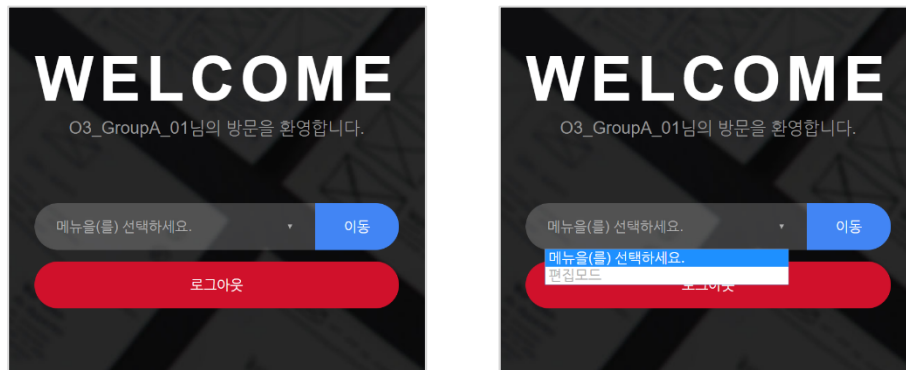 WELCOME
O3_GroupA_01님의 방문을 환영합니다.
메뉴을(를) 선택하세요.
이동
로그아웃
WELCOME
O3_GroupA_01님의 방문을 환영합니다.
메뉴을(를) 선택하세요.
이동
메뉴을(를) 선택하세요.
편집모드
로그아웃